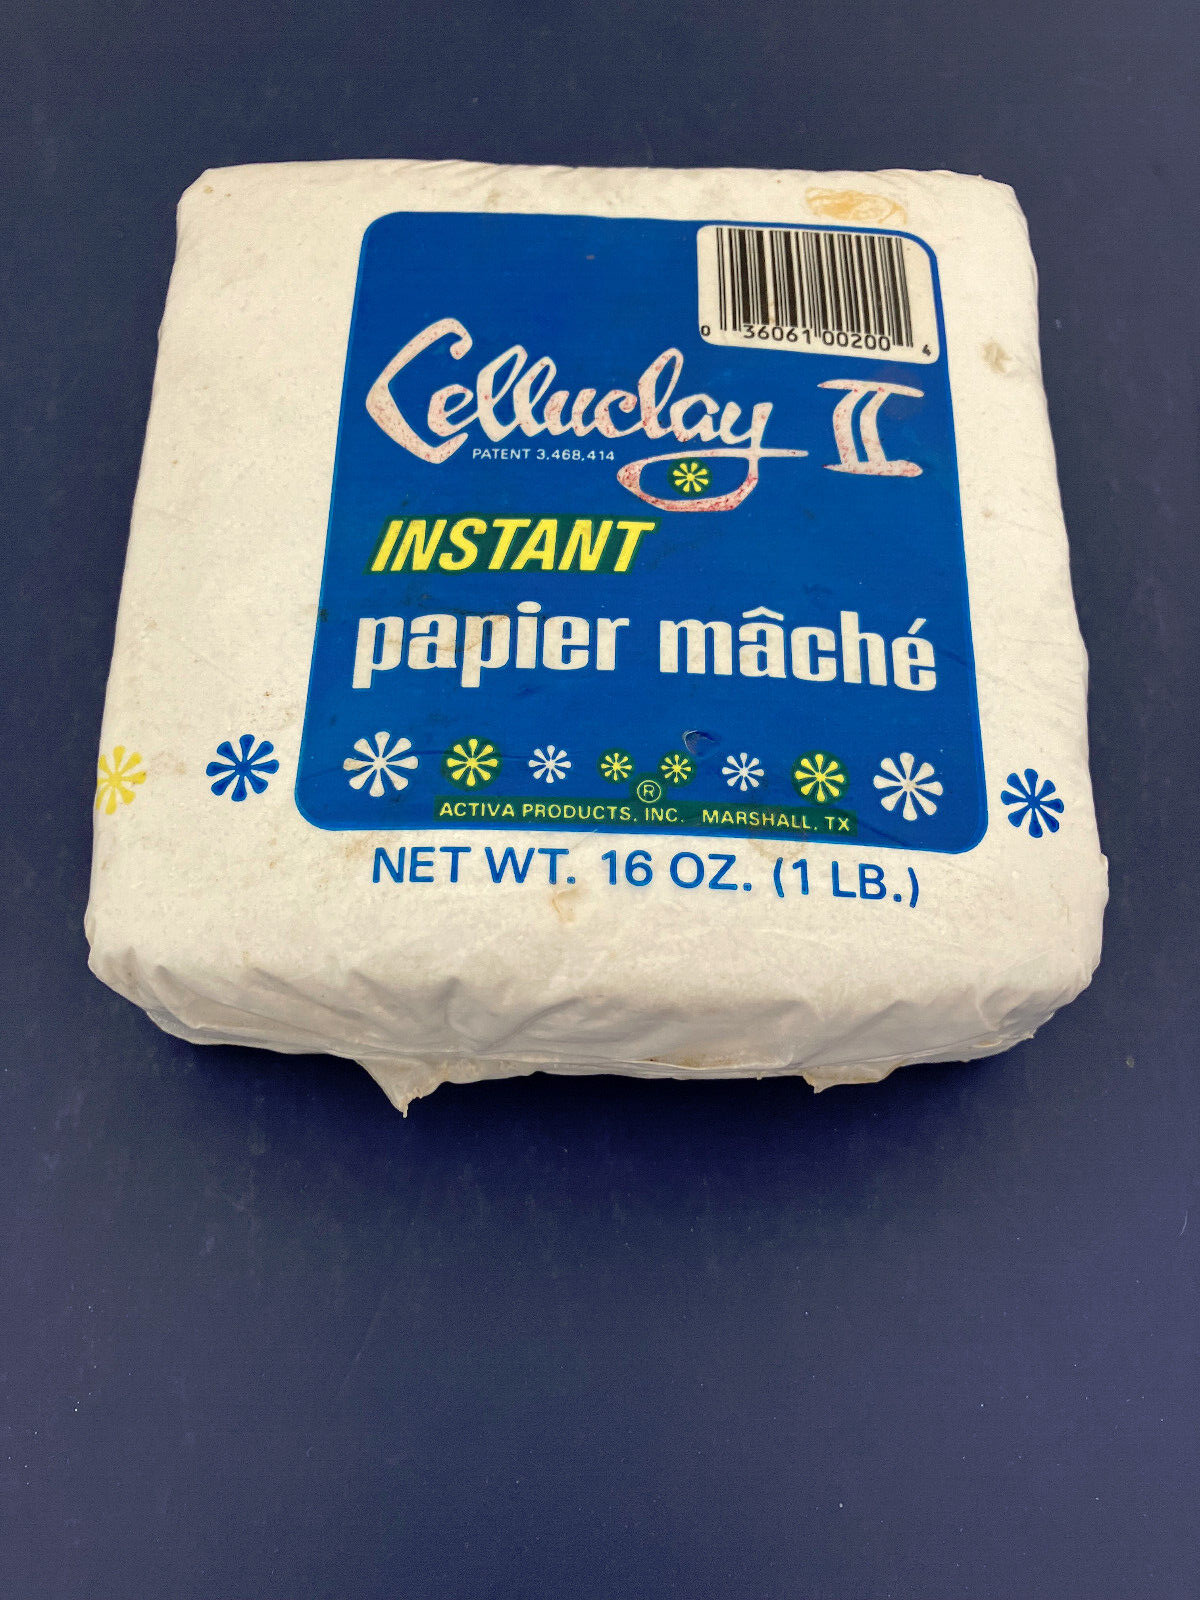 0 36061 00200 4
Celluclay II
PATENT 3,468,414
INSTANT
papier mâché
®
ACTIVA PRODUCTS, INC. MARSHALL, TX
NET WT. 16 OZ. (1 LB.)